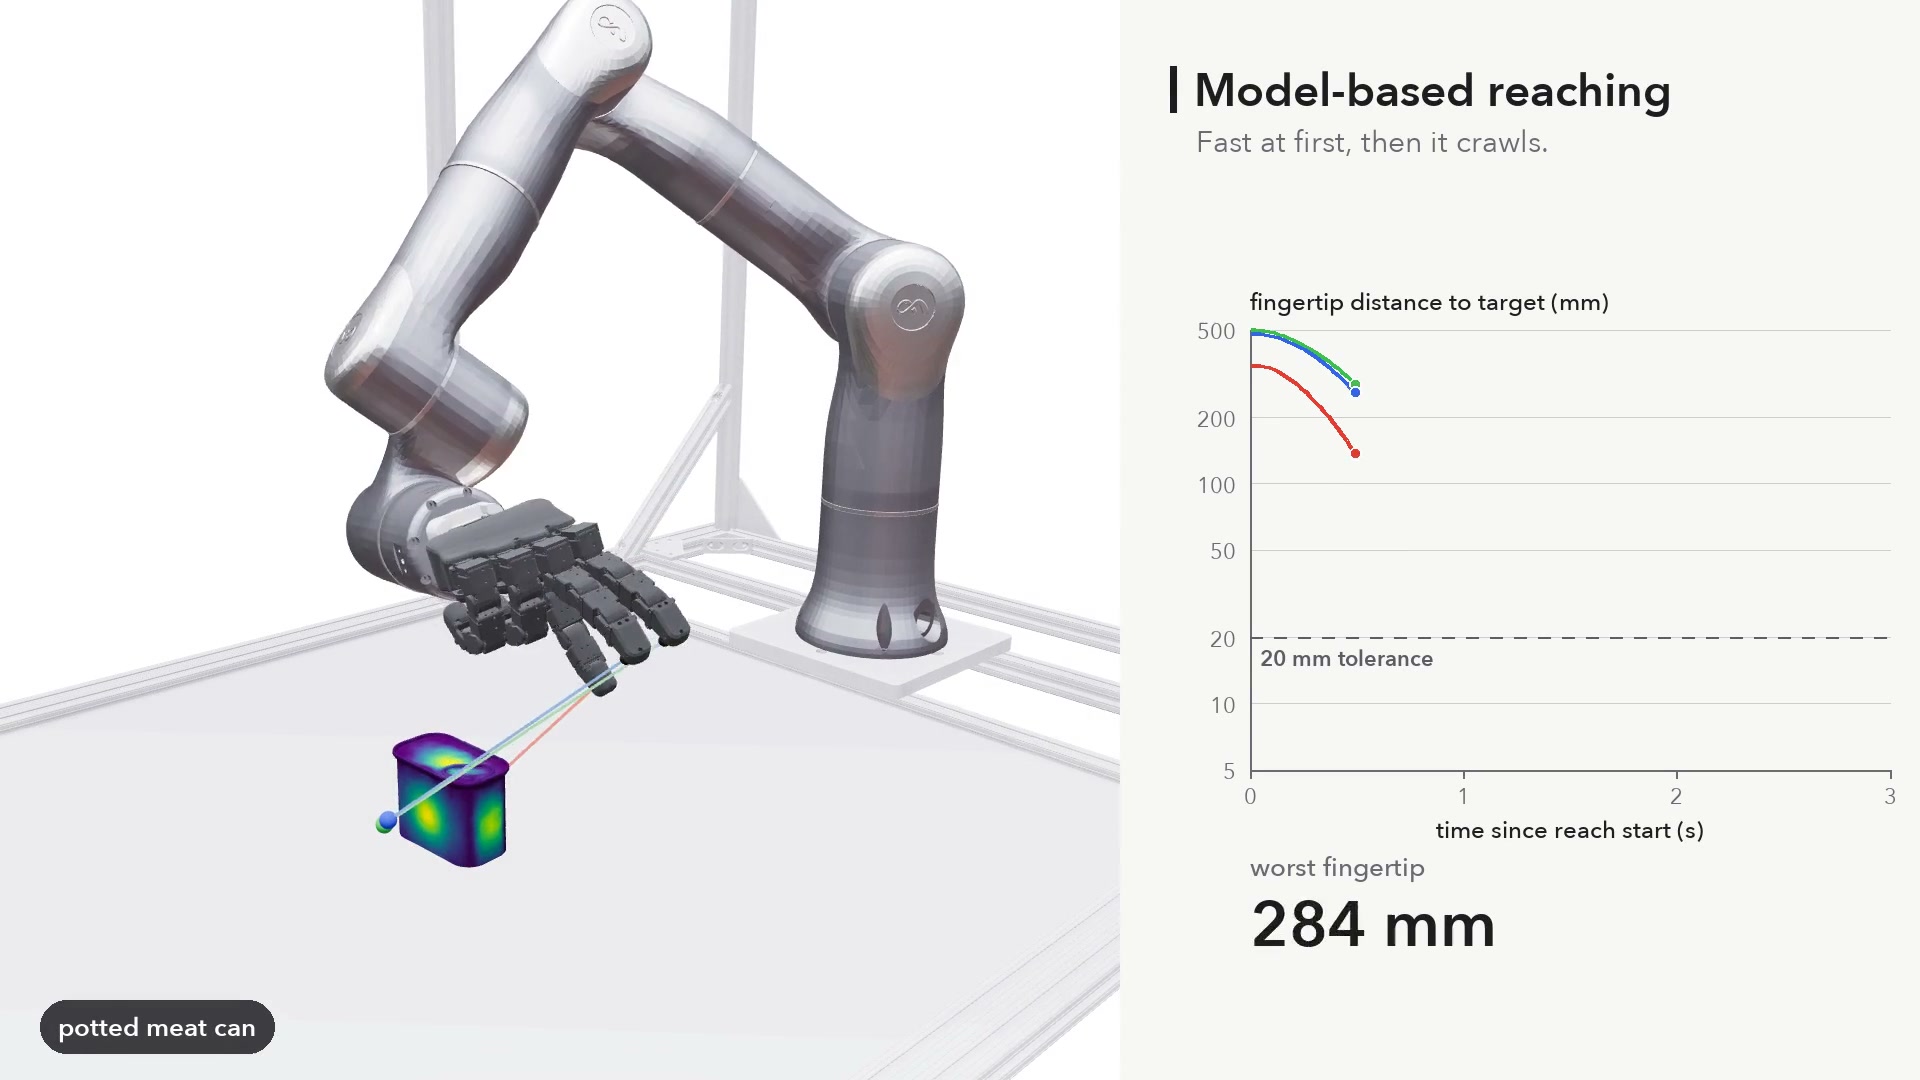 Model-based reaching
Fast at first, then it crawls.
fingertip distance to target (mm)
500
200
100
50
20
20 mm tolerance
10
5
0 1 2 3
time since reach start (s)
worst fingertip
284 mm
potted meat can